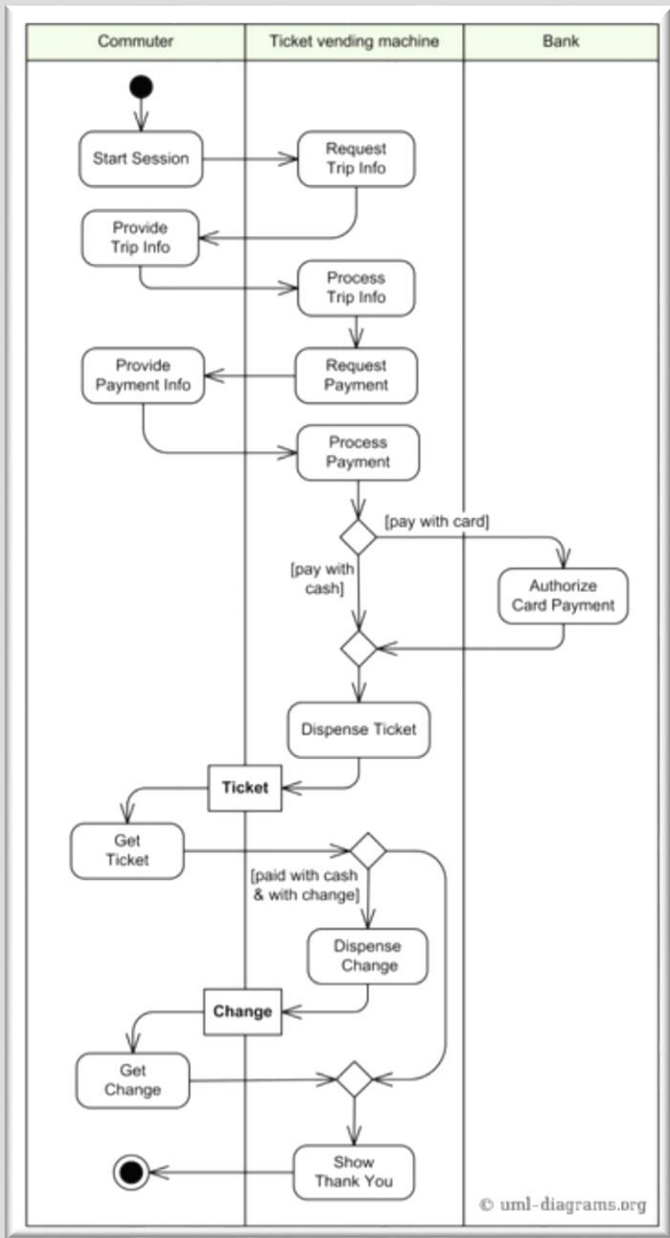 Commuter
Ticket vending machine
Bank
Start Session
Request
Trip Info
Provide
Trip Info
Process
Trip Info
Provide
Payment Info
Request
Payment
Process
Payment
[pay with card]
[pay with
cash]
Authorize
Card Payment
Dispense Ticket
Ticket
Get
Ticket
[paid with cash
& with change]
Dispense
Change
Change
Get
Change
Show
Thank You
© uml-diagrams.org